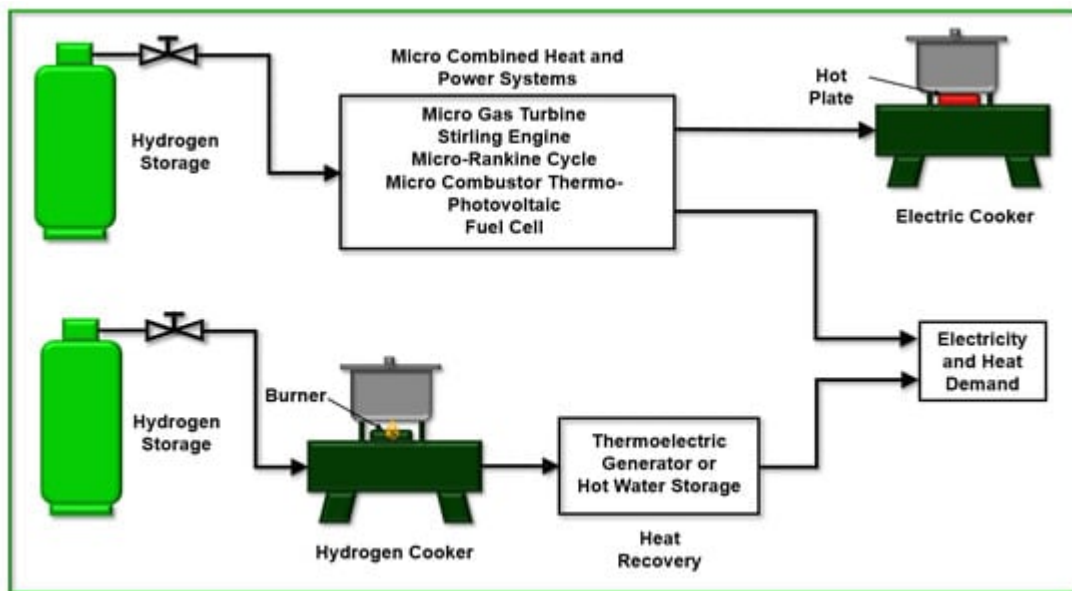 Micro Combined Heat and
Power Systems
Hydrogen
Storage
Micro Gas Turbine
Stirling Engine
Micro-Rankine Cycle
Micro Combustor Thermo-
Photovoltaic
Fuel Cell
Hot
Plate
Electric Cooker
Hydrogen
Storage
Burner
Hydrogen Cooker
Thermoelectric
Generator or
Hot Water Storage
Heat
Recovery
Electricity
and Heat
Demand